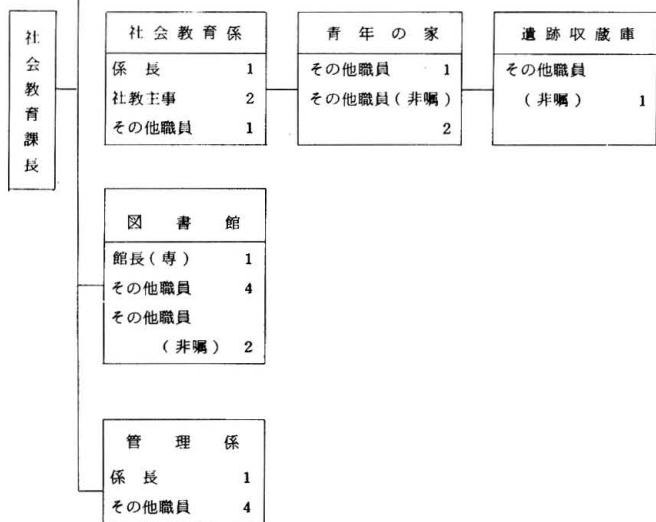 社会教育課長
社会教育係
係長 1
社教主事 2
その他職員 1
青年の家
その他職員 1
その他職員(非嘱)
2
遺跡収蔵庫
その他職員
(非嘱) 1
図書館
館長(専) 1
その他職員 4
その他職員
(非嘱) 2
管理係
係長 1
その他職員 4